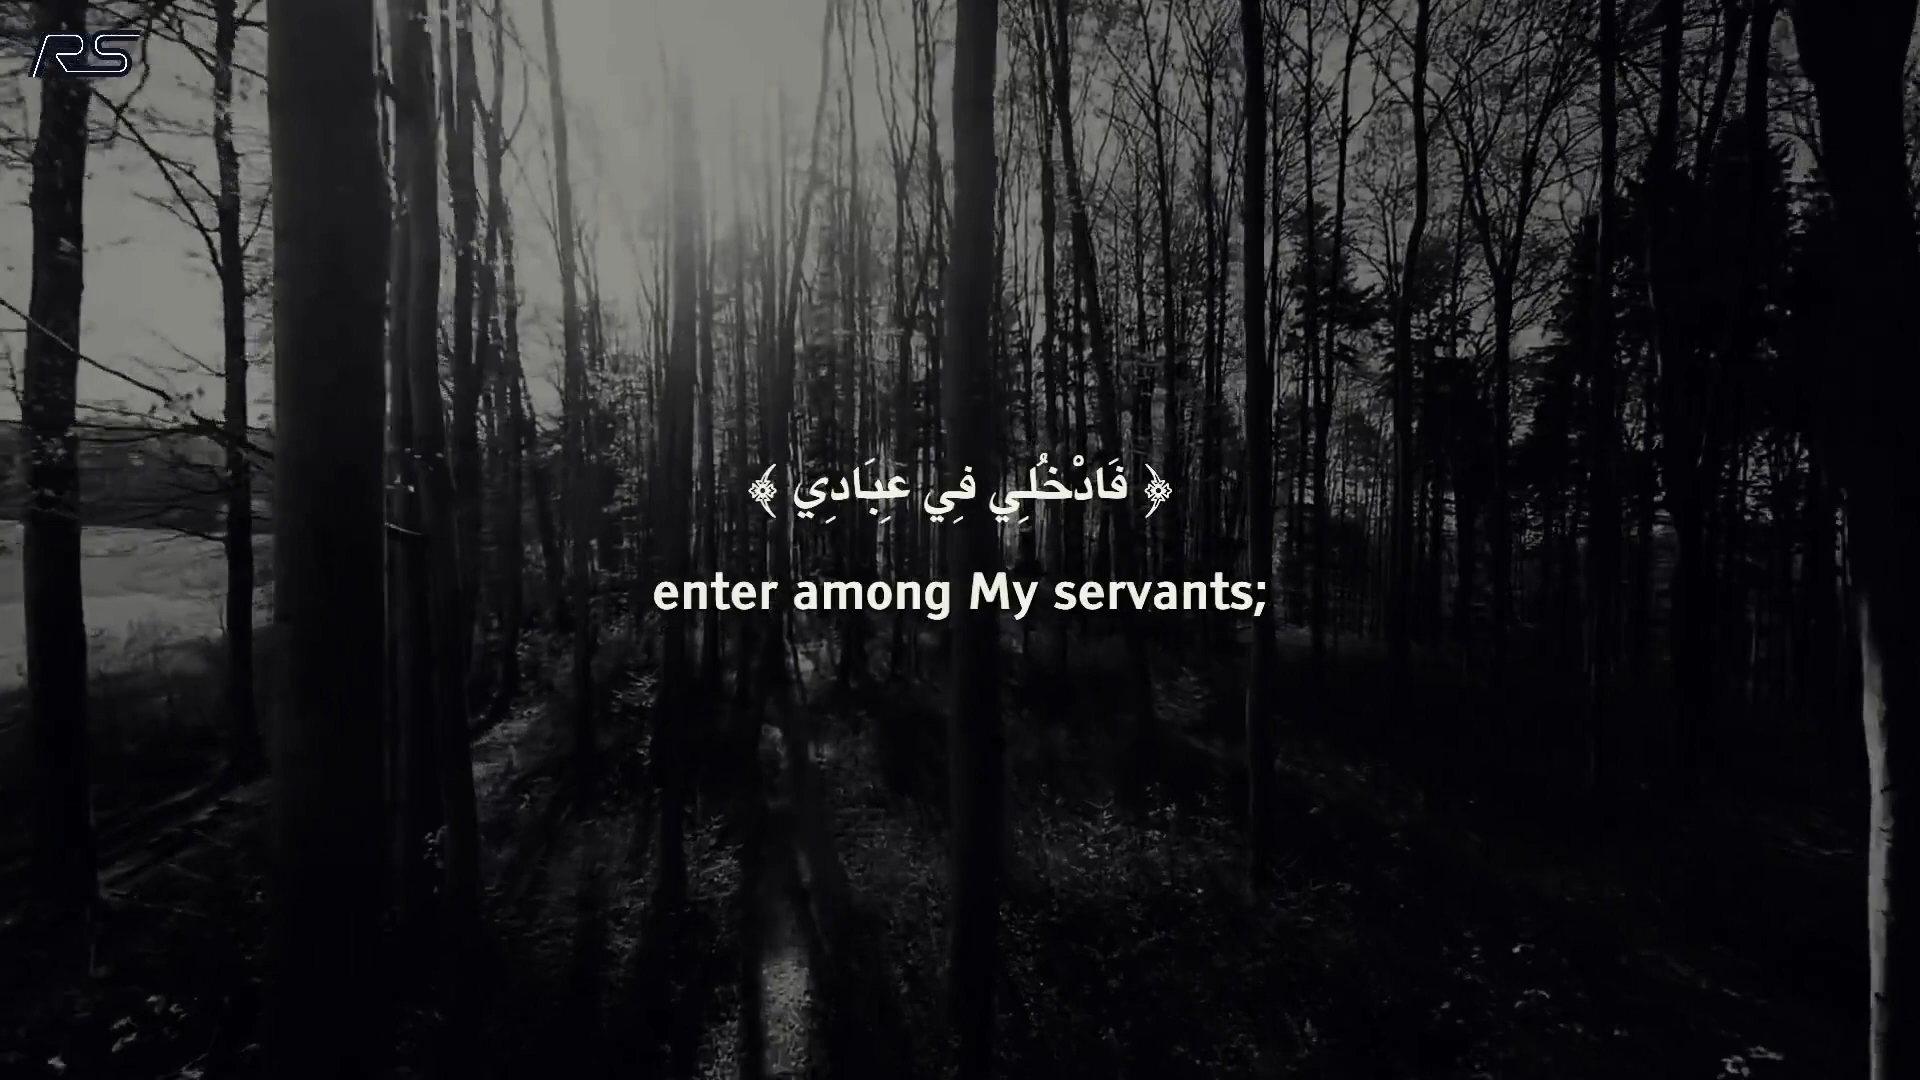 RS
﴿ فَادْخُلِي فِي عِبَادِي ﴾
enter among My servants;